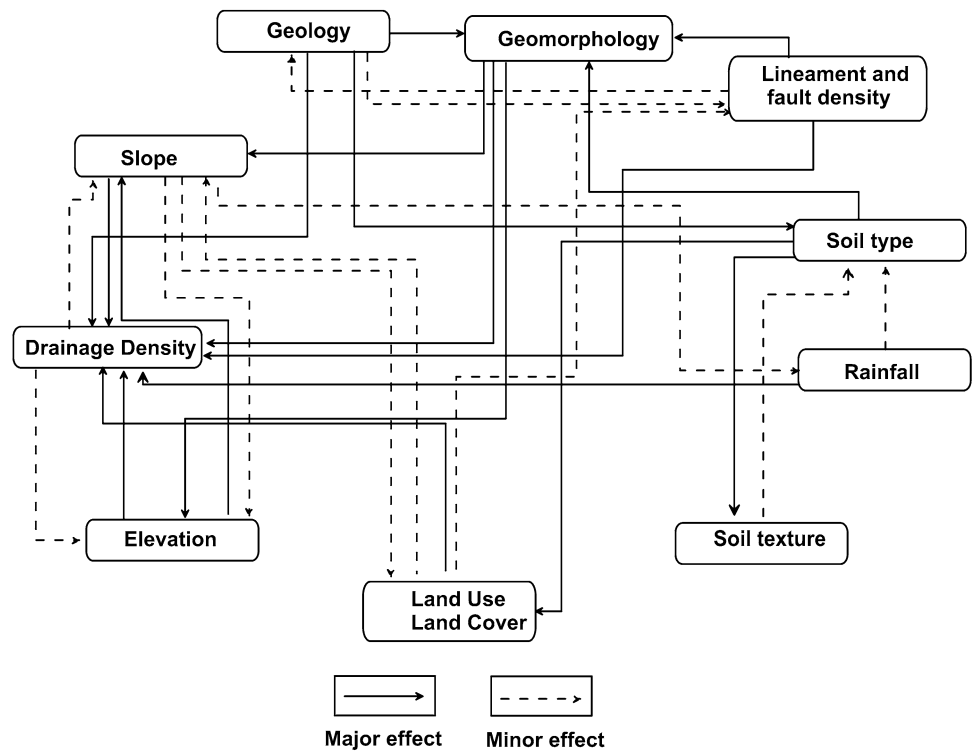 Geology
Geomorphology
Lineament and
fault density
Slope
Soil type
Drainage Density
Rainfall
Elevation
Soil texture
Land Use
Land Cover
Major effect
Minor effect